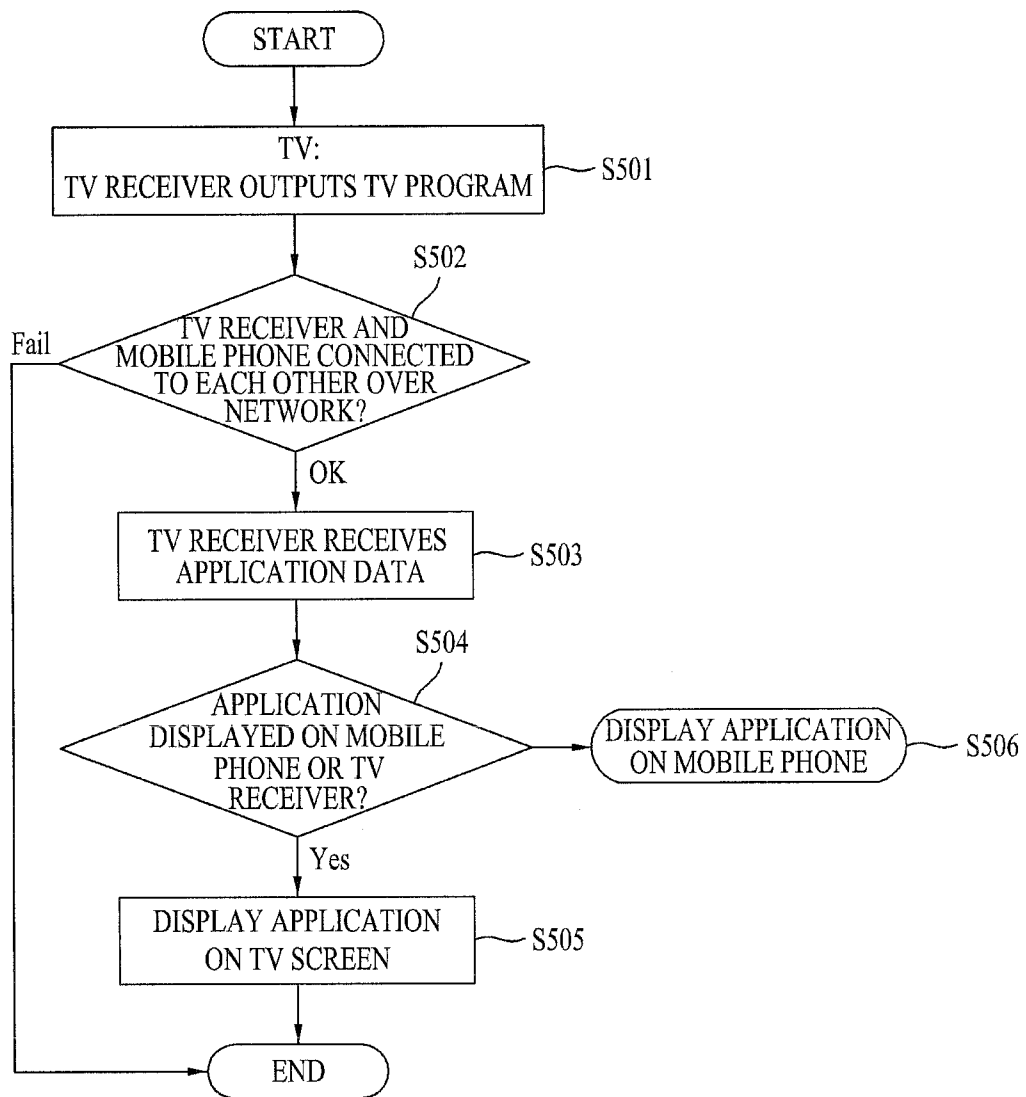 START
TV:
TV RECEIVER OUTPUTS TV PROGRAM
S501
S502
TV RECEIVER AND
MOBILE PHONE CONNECTED
TO EACH OTHER OVER
NETWORK?
Fail
OK
TV RECEIVER RECEIVES
APPLICATION DATA
S503
S504
APPLICATION
DISPLAYED ON MOBILE
PHONE OR TV
RECEIVER?
DISPLAY APPLICATION
ON MOBILE PHONE
S506
Yes
DISPLAY APPLICATION
ON TV SCREEN
S505
END